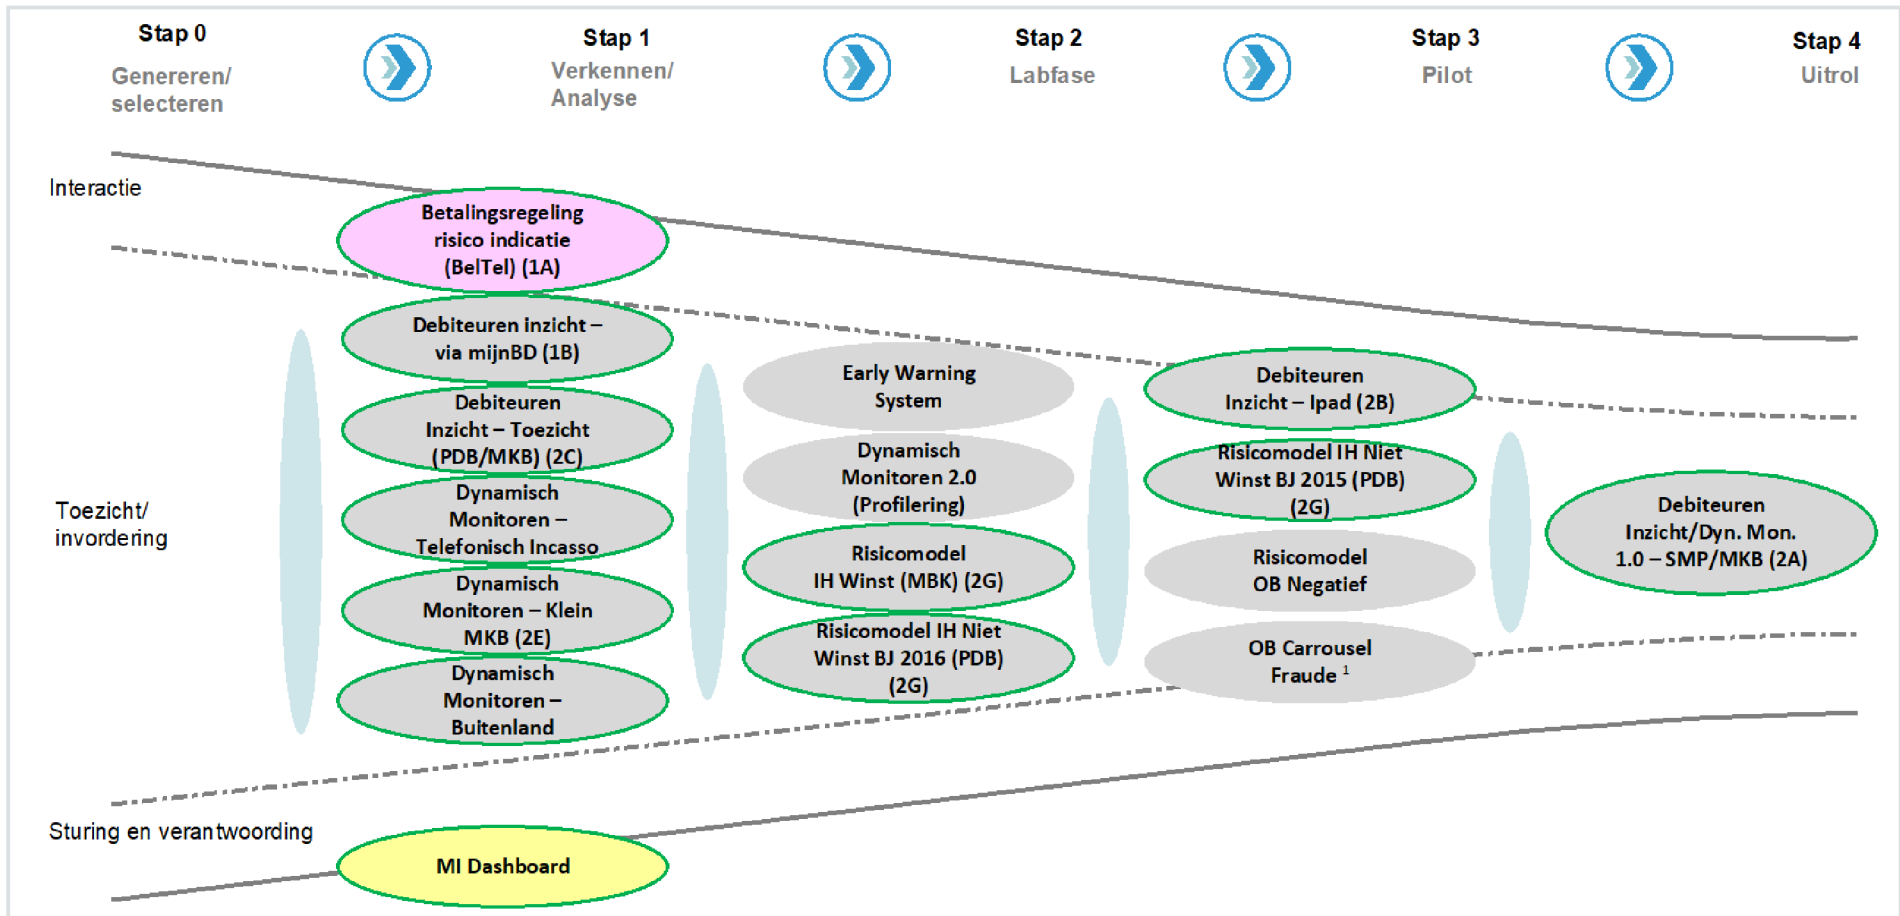 Stap 0
Genereren/
selecteren
Stap 1
Verkennen/
Analyse
Stap 2
Labfase
Stap 3
Pilot
Stap 4
Uitrol
Interactie
Betalingsregeling
risico indicatie
(BelTel) (1A)
Toezicht/
invordering
Debiteuren inzicht –
via mijnBD (1B)
Debiteuren
Inzicht – Toezicht
(PDB/MKB) (2C)
Dynamisch
Monitoren –
Telefonisch Incasso
Dynamisch
Monitoren – Klein
MKB (2E)
Dynamisch
Monitoren –
Buitenland
Early Warning
System
Dynamisch
Monitoren 2.0
(Profilering)
Risicomodel
IH Winst (MBK) (2G)
Risicomodel IH Niet
Winst BJ 2016 (PDB)
(2G)
Debiteuren
Inzicht – Ipad (2B)
Risicomodel IH Niet
Winst BJ 2015 (PDB)
(2G)
Risicomodel
OB Negatief
OB Carrousel
Fraude 1
Debiteuren
Inzicht/Dyn. Mon.
1.0 – SMP/MKB (2A)
Sturing en verantwoording
MI Dashboard